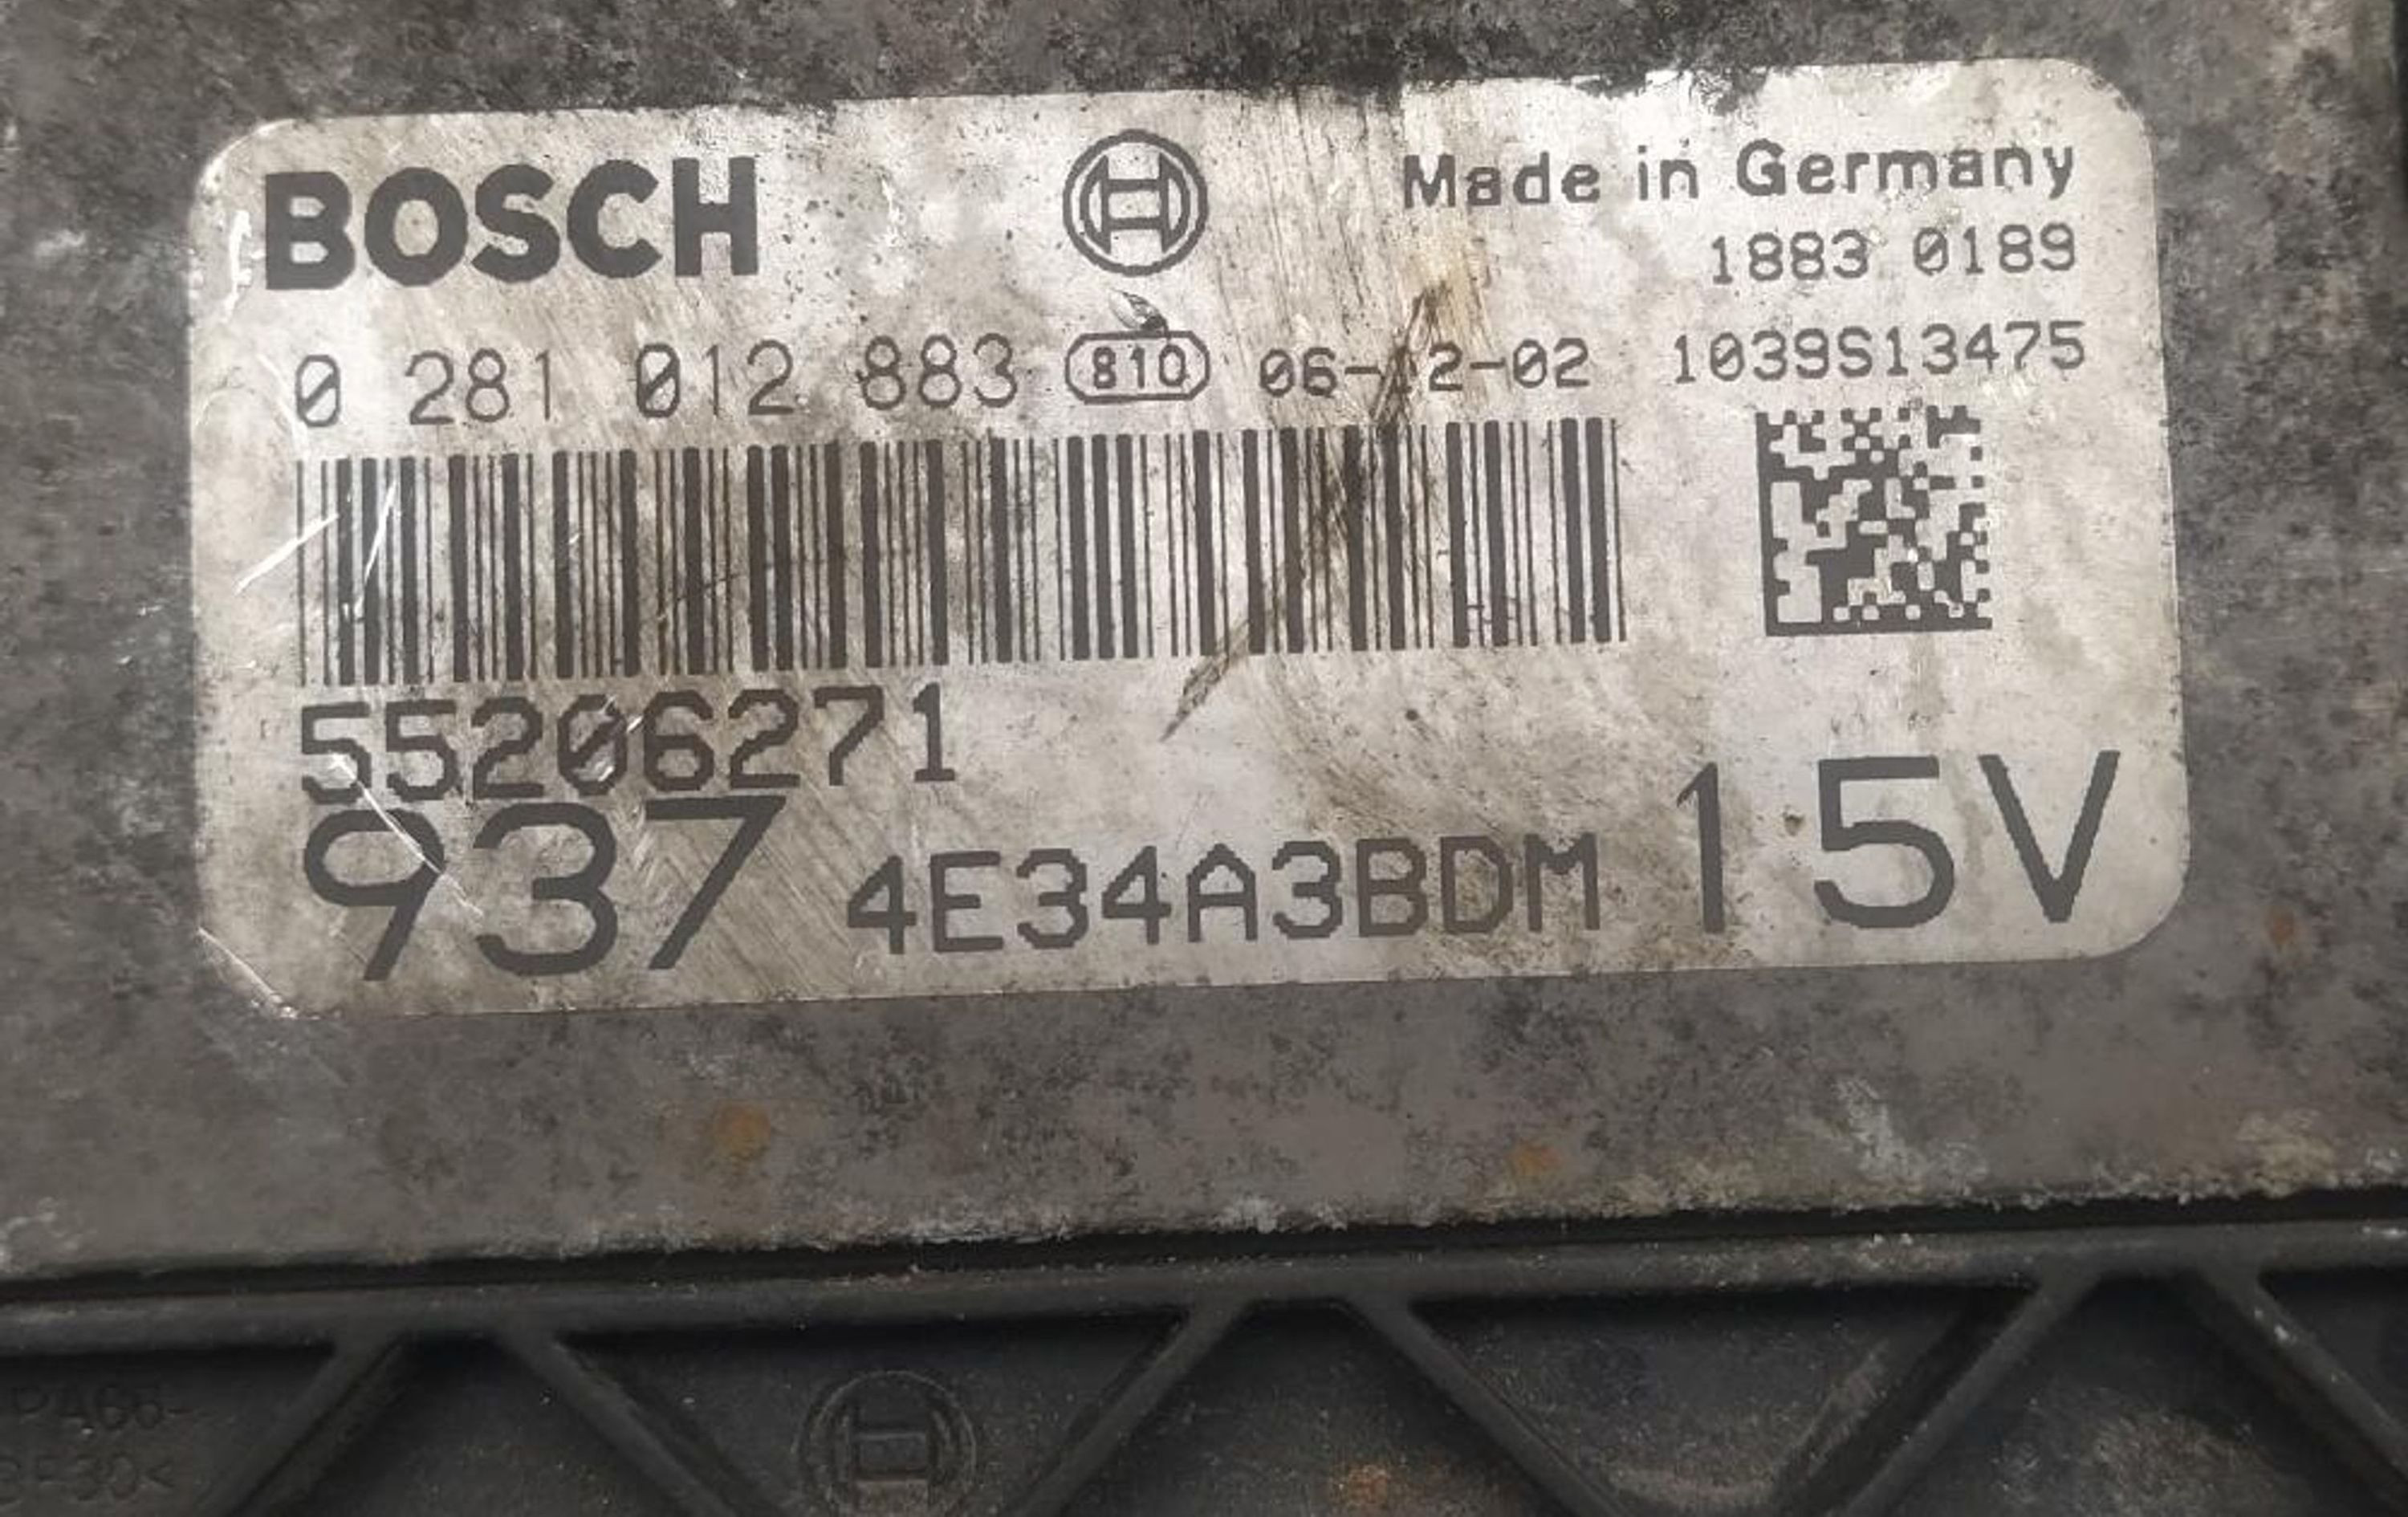 BOSCH
Made in Germany
1883 0189
0 281 012 883 810 06-12-02 1039S13475
55206271
937 4E34A3BDM 15V
PA66-